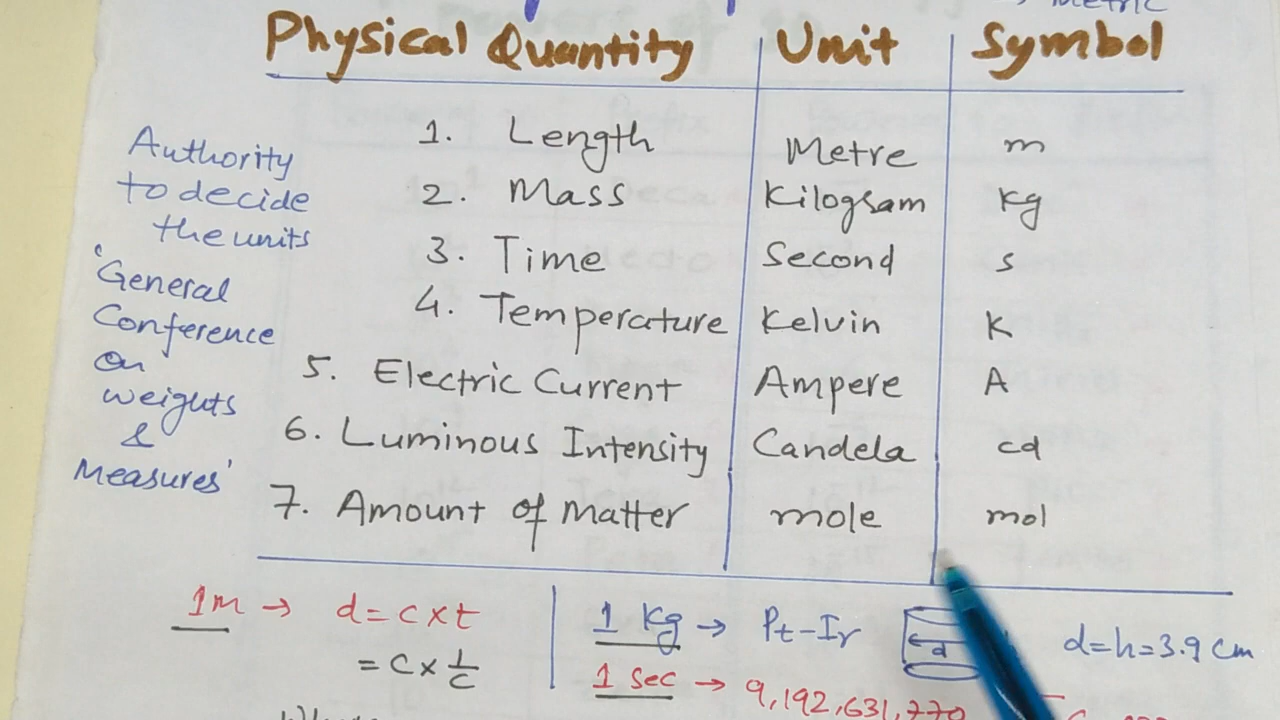 Metric
Physical Quantity Unit Symbol
1. Length Metre m
2. Mass Kilogram Kg
3. Time Second s
4. Temperature Kelvin K
5. Electric Current Ampere A
6. Luminous Intensity Candela cd
7. Amount of Matter mole mol
Authority
to decide
the units
'General
Conference
on
weights
&
Measures'
1m → d = c × t
= c × 1/c
1 Kg → Pt-Ir d d=h=3.9 cm
1 Sec → 9,192,631,770